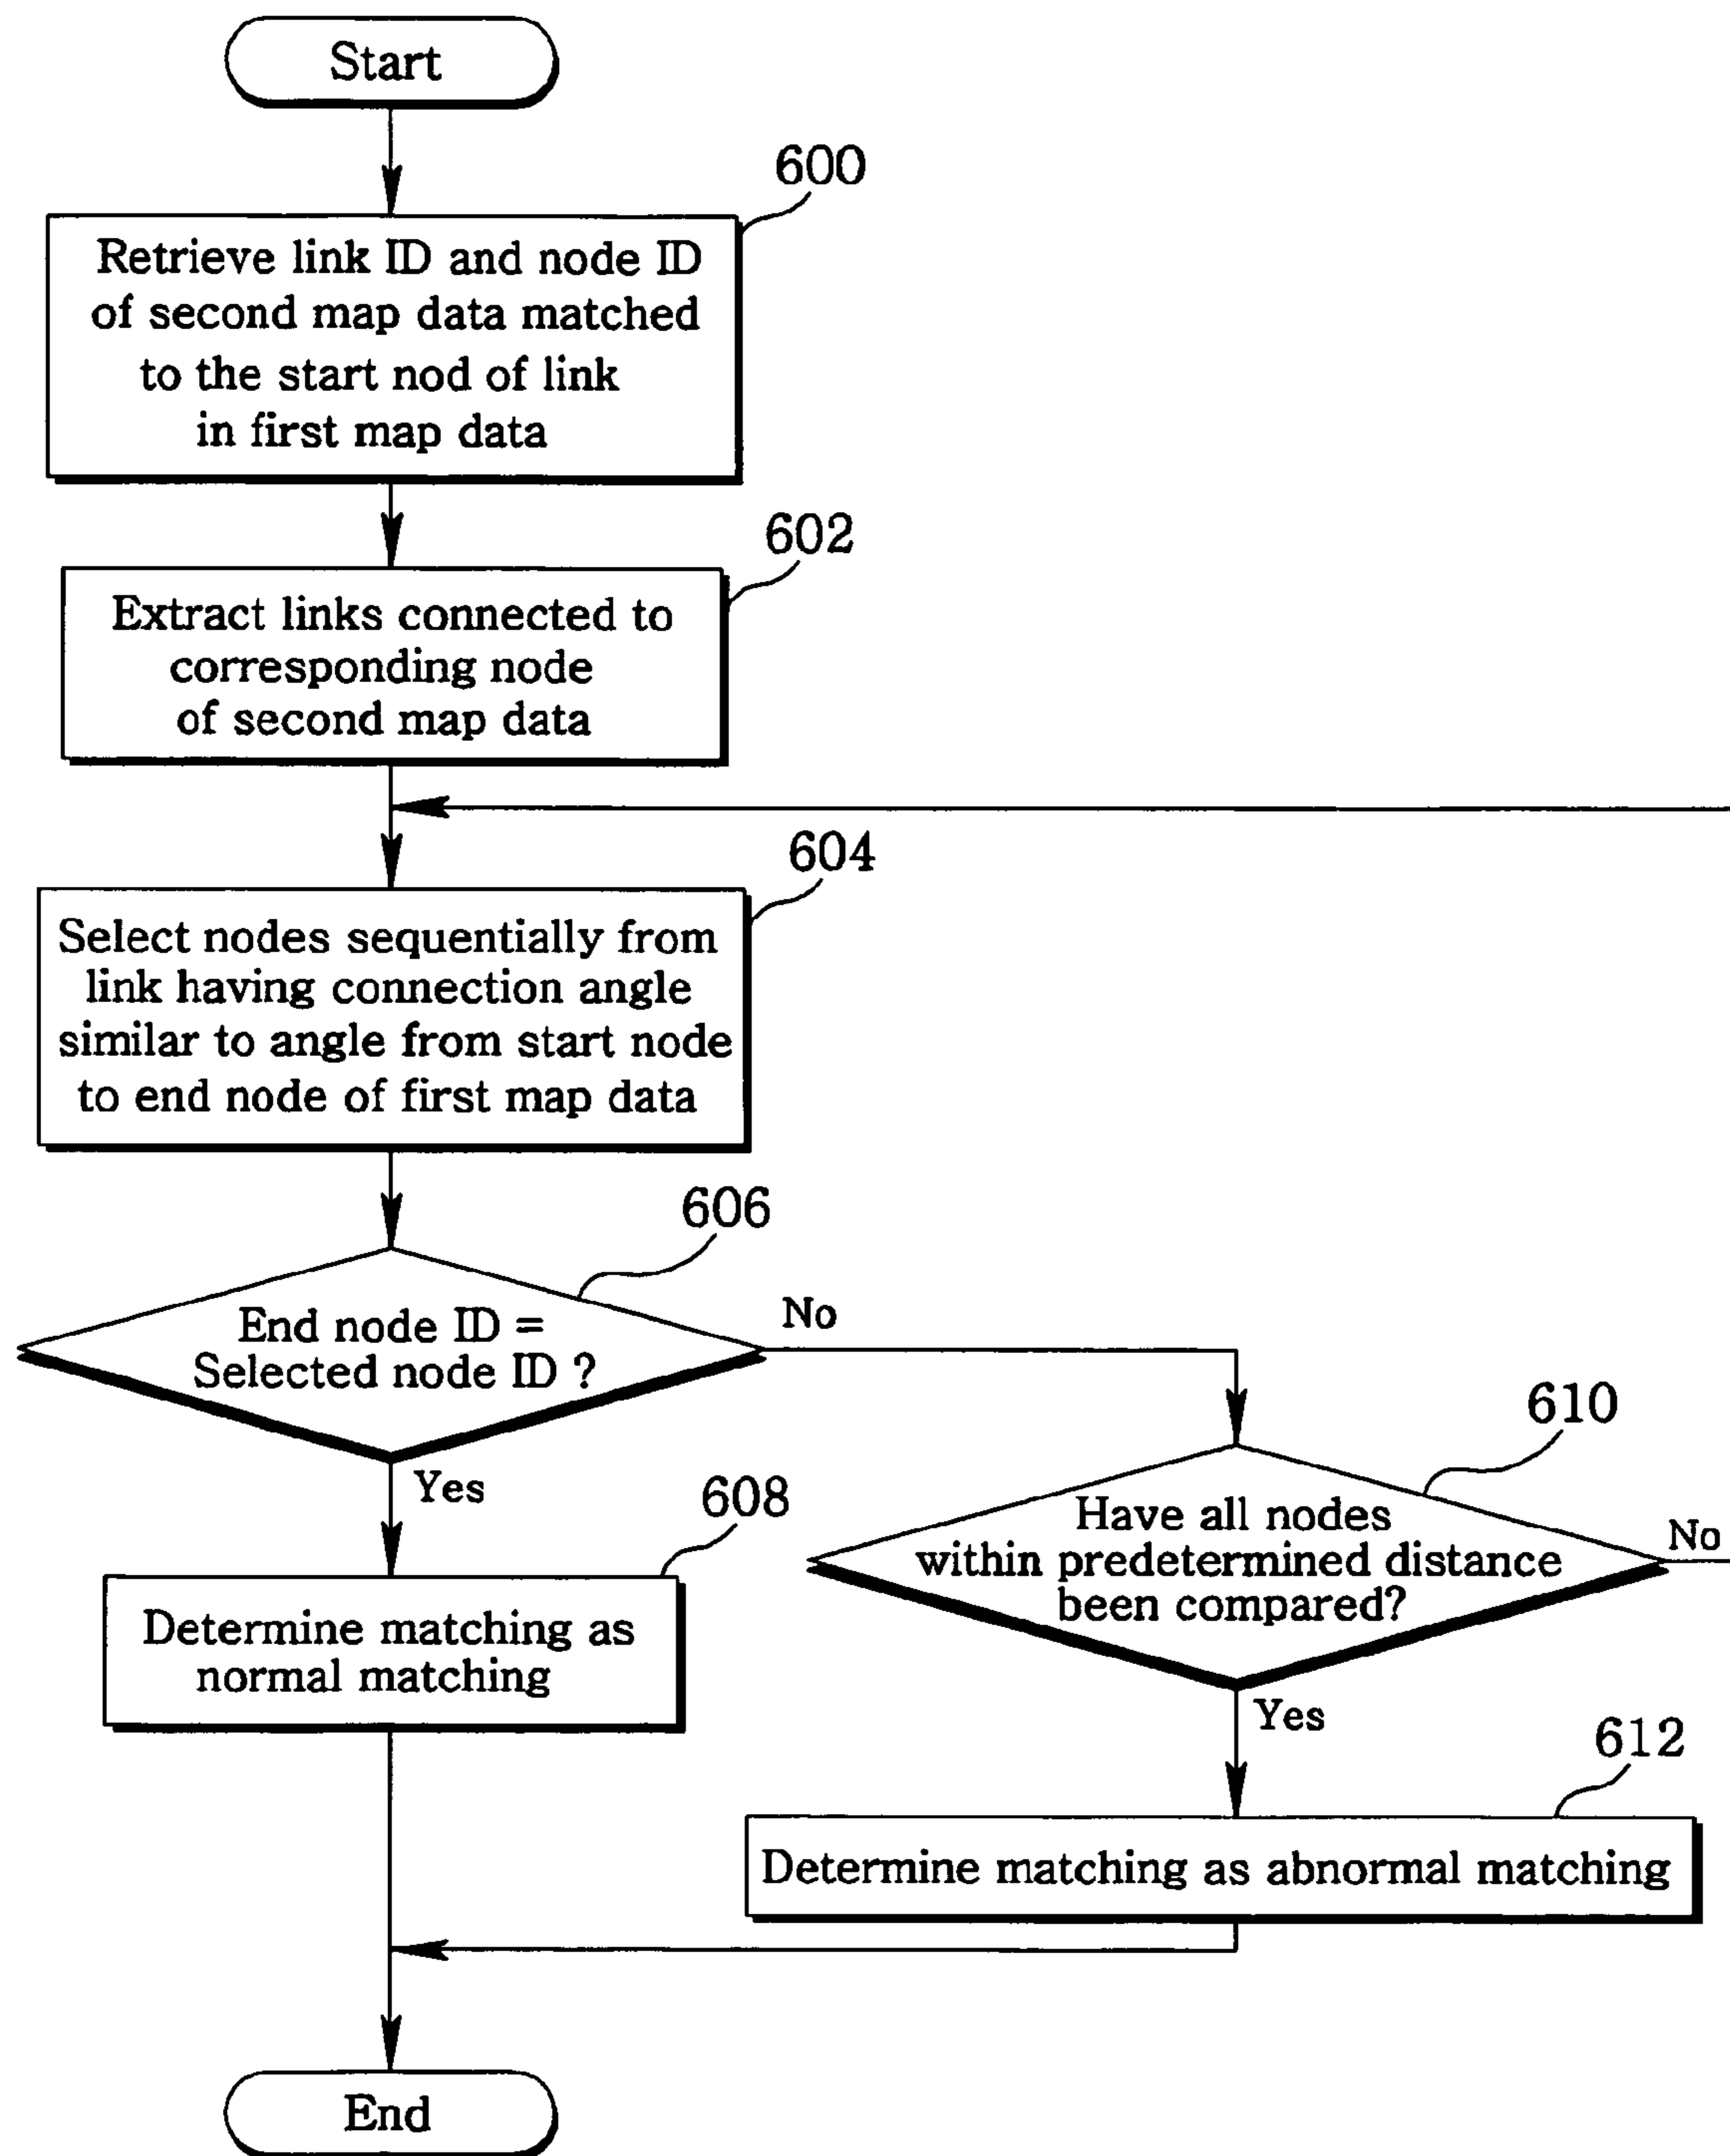 Start
600
Retrieve link ID and node ID
of second map data matched
to the start nod of link
in first map data
602
Extract links connected to
corresponding node
of second map data
604
Select nodes sequentially from
link having connection angle
similar to angle from start node
to end node of first map data
606
End node ID =
Selected node ID ?
No
Yes
610
Have all nodes
within predetermined distance
been compared?
No
Yes
608
Determine matching as
normal matching
612
Determine matching as abnormal matching
End